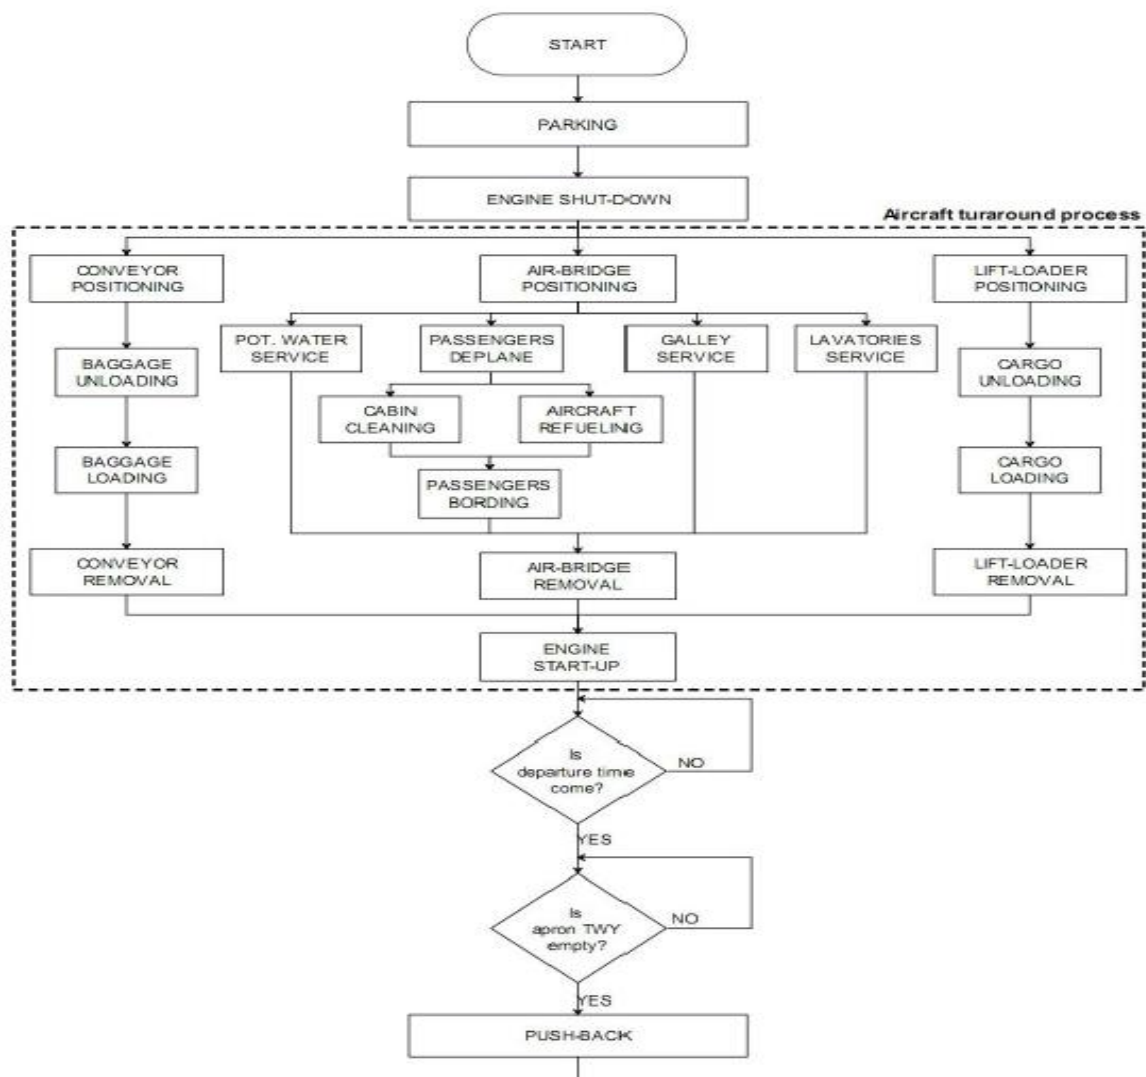 START
PARKING
ENGINE SHUT-DOWN
Aircraft turaround process
CONVEYOR
POSITIONING
AIR-BRIDGE
POSITIONING
LIFT-LOADER
POSITIONING
POT. WATER
SERVICE
PASSENGERS
DEPLANE
GALLEY
SERVICE
LAVATORIES
SERVICE
BAGGAGE
UNLOADING
CARGO
UNLOADING
CABIN
CLEANING
AIRCRAFT
REFUELING
BAGGAGE
LOADING
PASSENGERS
BORDING
CARGO
LOADING
CONVEYOR
REMOVAL
AIR-BRIDGE
REMOVAL
LIFT-LOADER
REMOVAL
ENGINE
START-UP
Is
departure time
come?
NO
YES
Is
apron TWY
empty?
NO
YES
PUSH-BACK